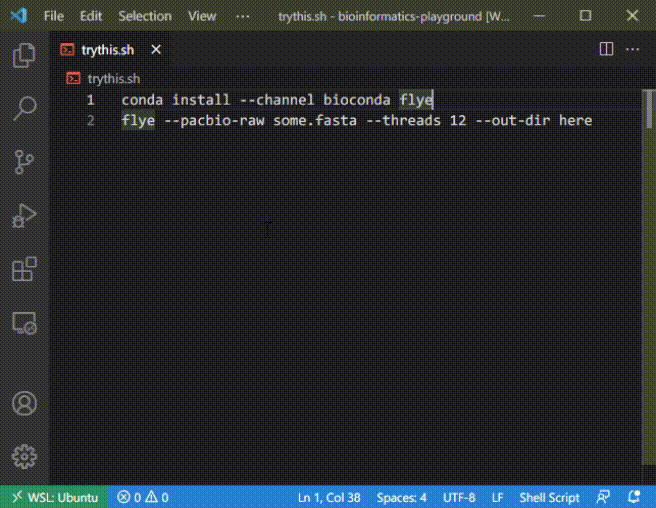 File Edit Selection View ··· trythis.sh - bioinformatics-playground [W...
trythis.sh
trythis.sh
1 conda install --channel bioconda flye
2 flye --pacbio-raw some.fasta --threads 12 --out-dir here
WSL: Ubuntu 0 0 Ln 1, Col 38 Spaces: 4 UTF-8 LF Shell Script